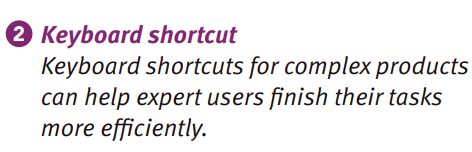 2 Keyboard shortcut
Keyboard shortcuts for complex products
can help expert users finish their tasks
more efficiently.